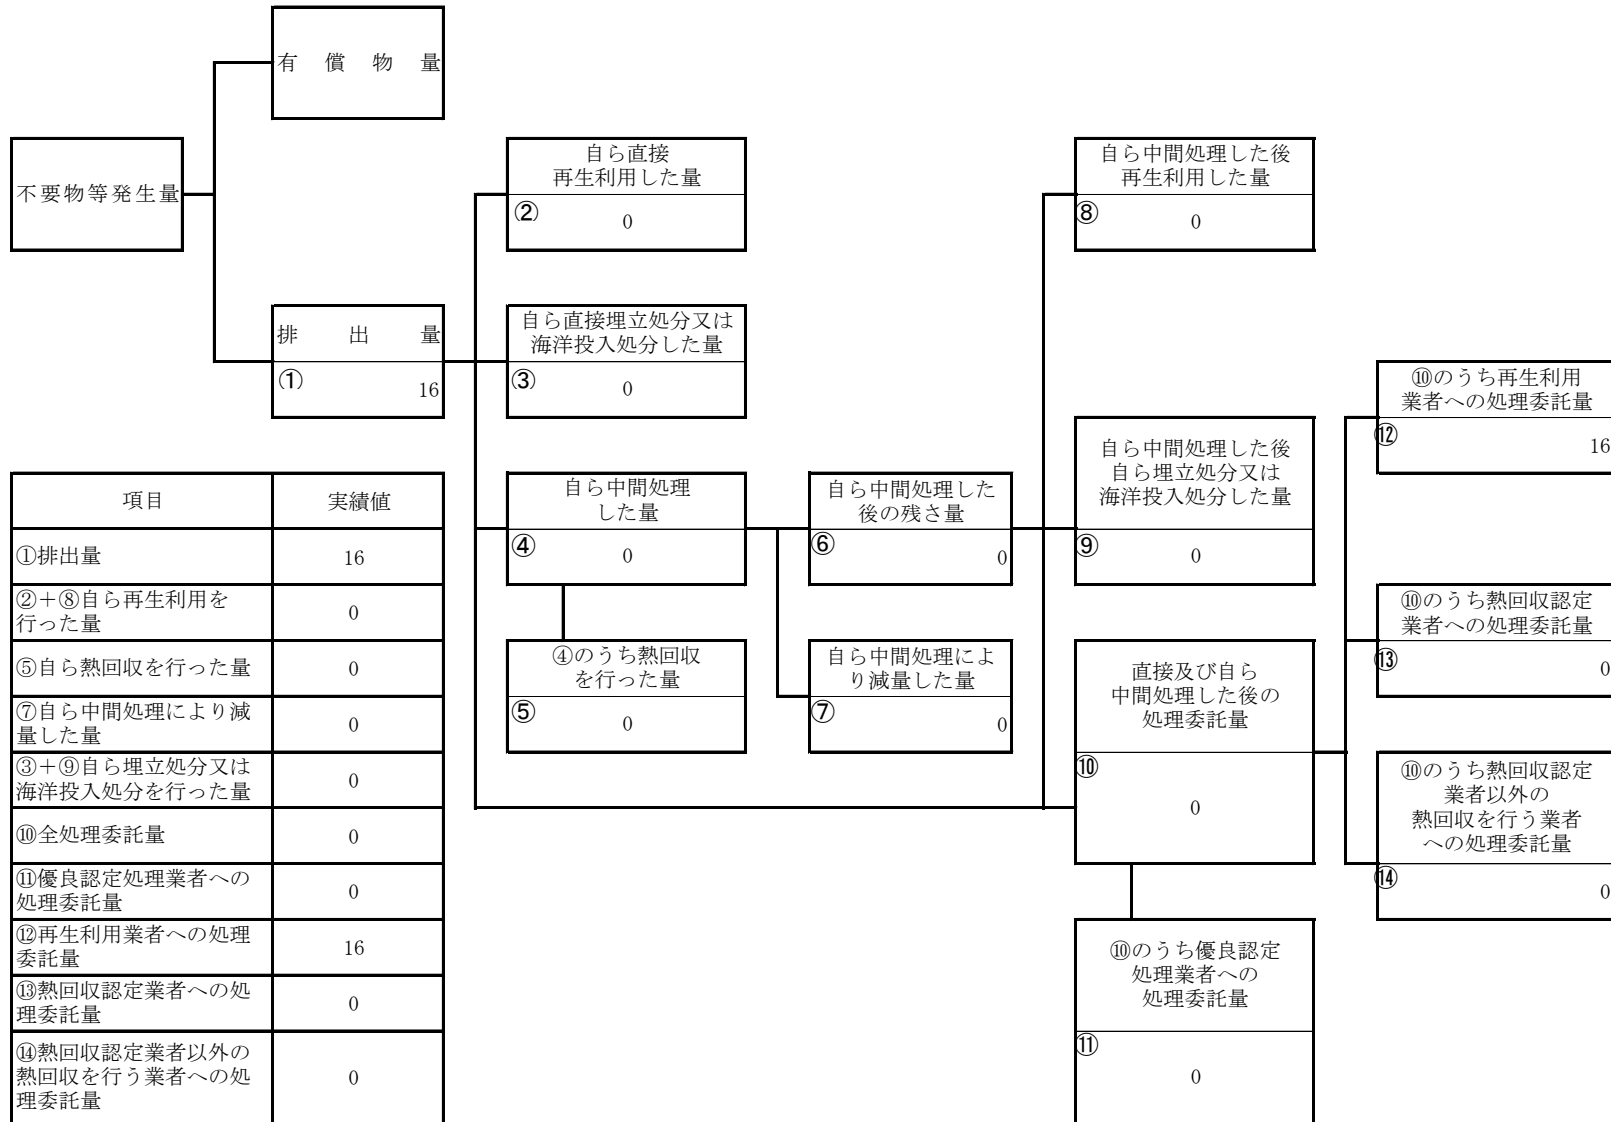 有償物量
不要物等発生量
排出量
①
16
自ら直接
再生利用した量
②
0
自ら直接埋立処分又は
海洋投入処分した量
③
0
自ら中間処理
した量
④
0
④のうち熱回収
を行った量
⑤
0
自ら中間処理した
後の残さ量
⑥
0
自ら中間処理によ
り減量した量
⑦
0
自ら中間処理した後
再生利用した量
⑧
0
自ら中間処理した後
自ら埋立処分又は
海洋投入処分した量
⑨
0
直接及び自ら
中間処理した後の
処理委託量
⑩
0
⑩のうち優良認定
処理業者への
処理委託量
⑪
0
⑩のうち再生利用
業者への処理委託量
⑫
16
⑩のうち熱回収認定
業者への処理委託量
⑬
0
⑩のうち熱回収認定
業者以外の
熱回収を行う業者
への処理委託量
⑭
0
項目 実績値
①排出量 16
②+⑧自ら再生利用を
行った量 0
⑤自ら熱回収を行った量 0
⑦自ら中間処理により減
量した量 0
③+⑨自ら埋立処分又は
海洋投入処分を行った量 0
⑩全処理委託量 0
⑪優良認定処理業者への
処理委託量 0
⑫再生利用業者への処理
委託量 16
⑬熱回収認定業者への処
理委託量 0
⑭熱回収認定業者以外の
熱回収を行う業者への処
理委託量 0